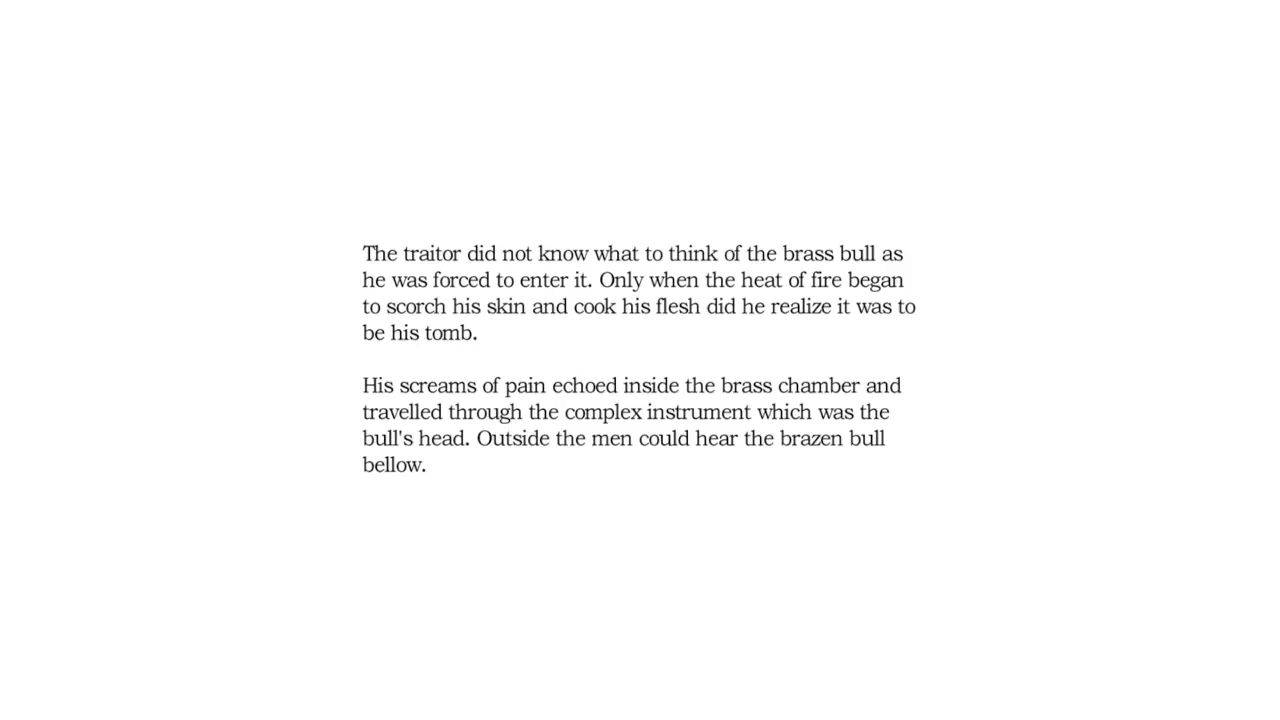 The traitor did not know what to think of the brass bull as
he was forced to enter it. Only when the heat of fire began
to scorch his skin and cook his flesh did he realize it was to
be his tomb.
His screams of pain echoed inside the brass chamber and
travelled through the complex instrument which was the
bull's head. Outside the men could hear the brazen bull
bellow.